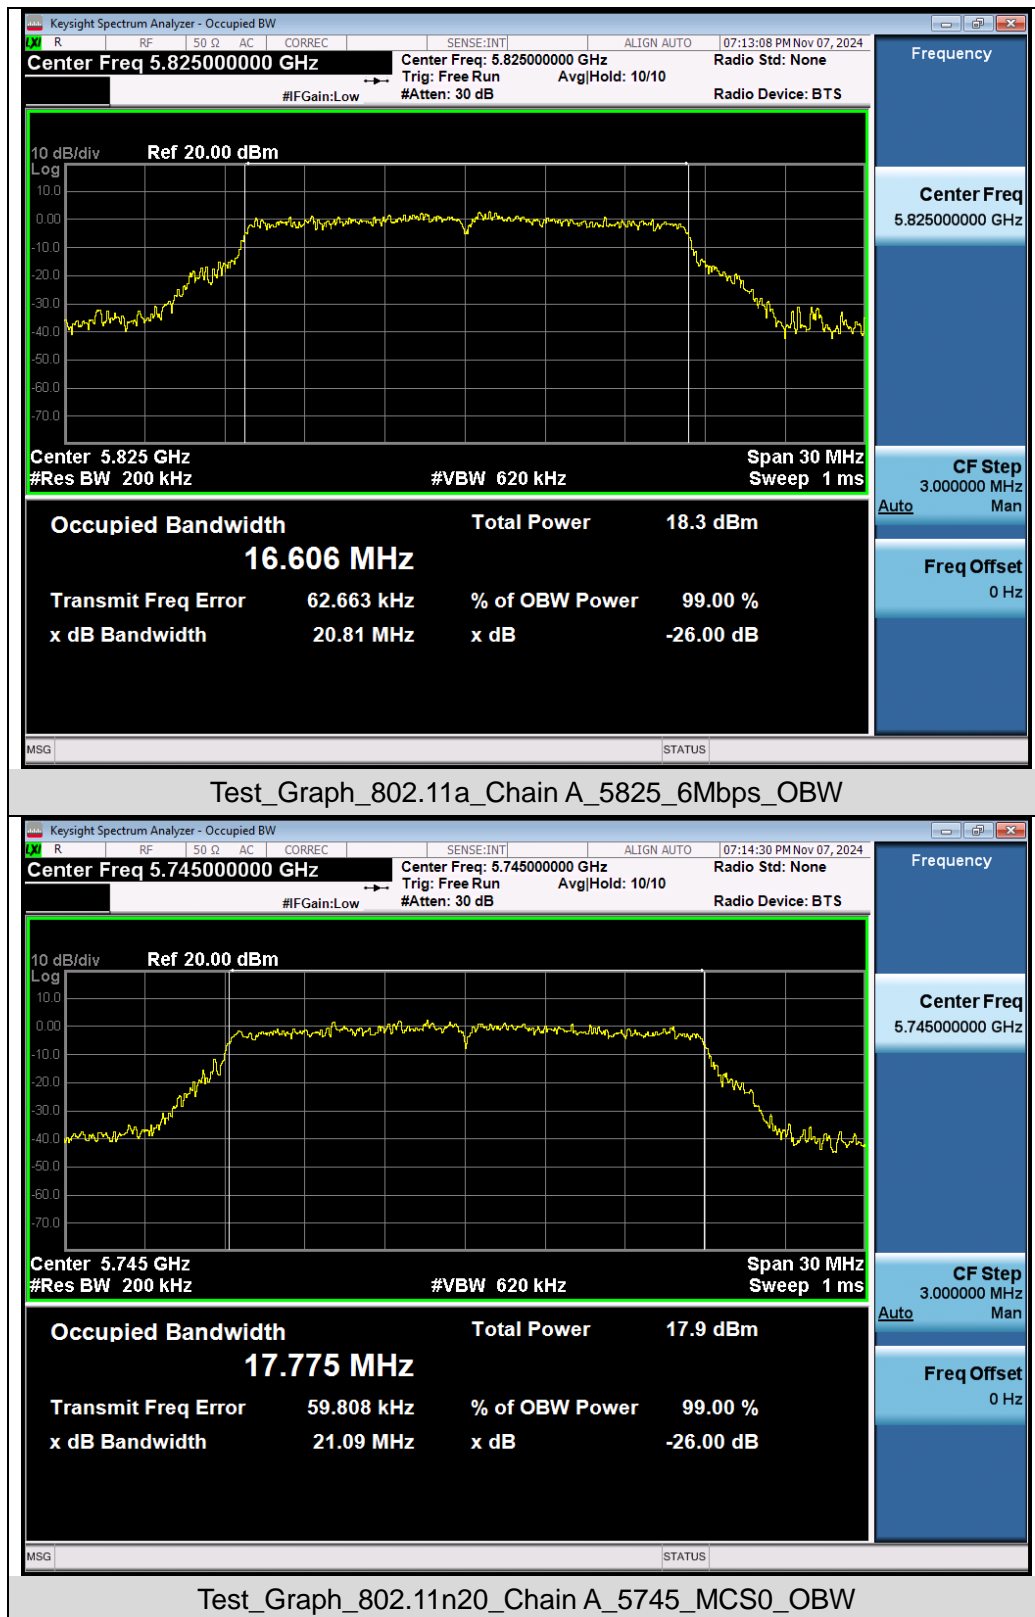 Keysight Spectrum Analyzer - Occupied BW
LXI R RF 50 Ω AC CORREC SENSE:INT ALIGN AUTO 07:13:08 PM Nov 07, 2024
Center Freq 5.825000000 GHz Center Freq: 5.825000000 GHz Radio Std: None
Trig: Free Run Avg|Hold: 10/10
#IFGain:Low #Atten: 30 dB Radio Device: BTS
Frequency
10 dB/div Ref 20.00 dBm
Log
10.0
0.00
-10.0
-20.0
-30.0
-40.0
-50.0
-60.0
-70.0
Center 5.825 GHz Span 30 MHz
#Res BW 200 kHz #VBW 620 kHz Sweep 1 ms
Center Freq
5.825000000 GHz
CF Step
3.000000 MHz
Auto Man
Freq Offset
0 Hz
Occupied Bandwidth Total Power 18.3 dBm
16.606 MHz
Transmit Freq Error 62.663 kHz % of OBW Power 99.00 %
x dB Bandwidth 20.81 MHz x dB -26.00 dB
MSG STATUS
Test_Graph_802.11a_Chain A_5825_6Mbps_OBW
Keysight Spectrum Analyzer - Occupied BW
LXI R RF 50 Ω AC CORREC SENSE:INT ALIGN AUTO 07:14:30 PM Nov 07, 2024
Center Freq 5.745000000 GHz Center Freq: 5.745000000 GHz Radio Std: None
Trig: Free Run Avg|Hold: 10/10
#IFGain:Low #Atten: 30 dB Radio Device: BTS
Frequency
10 dB/div Ref 20.00 dBm
Log
10.0
0.00
-10.0
-20.0
-30.0
-40.0
-50.0
-60.0
-70.0
Center 5.745 GHz Span 30 MHz
#Res BW 200 kHz #VBW 620 kHz Sweep 1 ms
Center Freq
5.745000000 GHz
CF Step
3.000000 MHz
Auto Man
Freq Offset
0 Hz
Occupied Bandwidth Total Power 17.9 dBm
17.775 MHz
Transmit Freq Error 59.808 kHz % of OBW Power 99.00 %
x dB Bandwidth 21.09 MHz x dB -26.00 dB
MSG STATUS
Test_Graph_802.11n20_Chain A_5745_MCS0_OBW